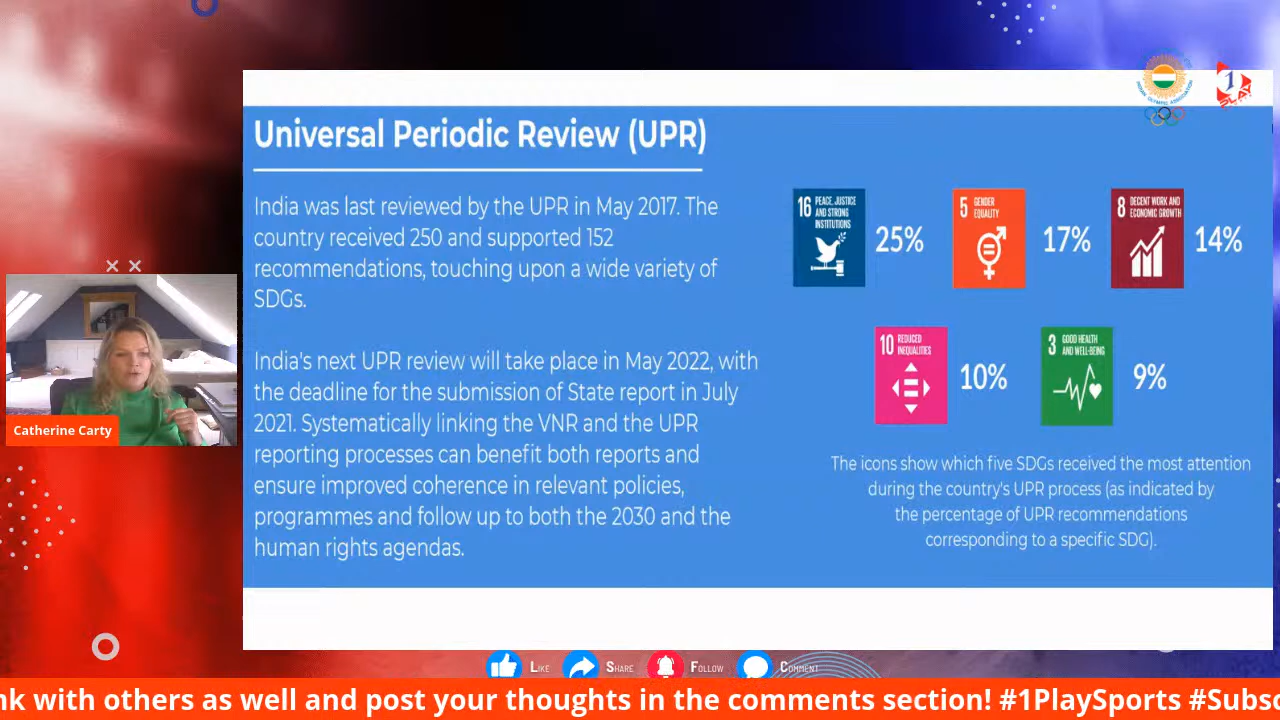 INDIAN OLYMPIC ASSOCIATION
1
PLAY
Universal Periodic Review (UPR)
India was last reviewed by the UPR in May 2017. The
country received 250 and supported 152
recommendations, touching upon a wide variety of
SDGs.
India's next UPR review will take place in May 2022, with
the deadline for the submission of State report in July
2021. Systematically linking the VNR and the UPR
reporting processes can benefit both reports and
ensure improved coherence in relevant policies,
programmes and follow up to both the 2030 and the
human rights agendas.
16 PEACE, JUSTICE
AND STRONG
INSTITUTIONS
25%
5 GENDER
EQUALITY
17%
8 DECENT WORK AND
ECONOMIC GROWTH
14%
10 REDUCED
INEQUALITIES
10%
3 GOOD HEALTH
AND WELL-BEING
9%
The icons show which five SDGs received the most attention
during the country's UPR process (as indicated by
the percentage of UPR recommendations
corresponding to a specific SDG).
Catherine Carty
LIKE SHARE FOLLOW COMMENT
nk with others as well and post your thoughts in the comments section! #1PlaySports #Subsc